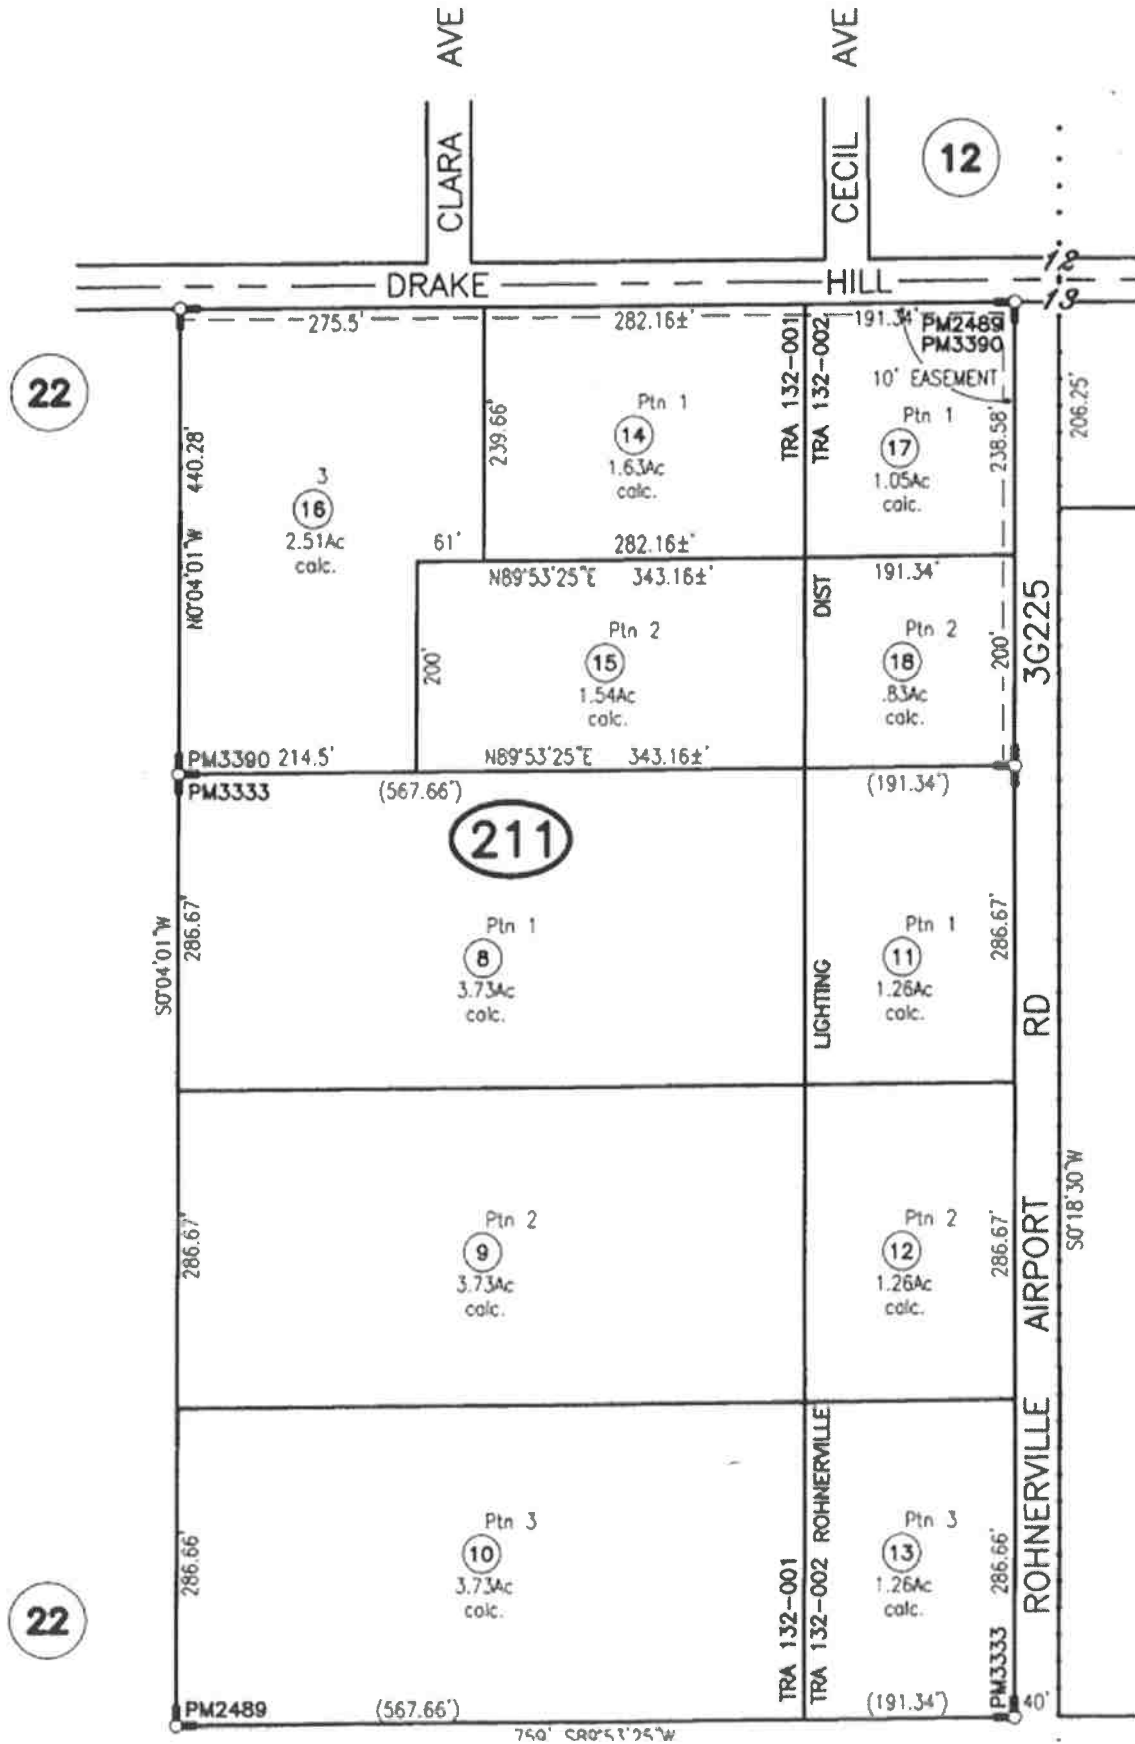 AVE
AVE
CLARA
CECIL
12
12
DRAKE HILL
13
275.5'
282.16±'
191.34'
PM2489
PM3390
10' EASEMENT
22
440.28'
N0°04'01"W
239.66'
TRA 132-001
TRA 132-002
238.58'
206.25'
Ptn 1
14
1.63Ac
calc.
Ptn 1
17
1.05Ac
calc.
3
16
2.51Ac
calc.
61'
282.16±'
N89°53'25"E 343.16±'
191.34'
DIST
3G225
200'
Ptn 2
15
1.54Ac
calc.
Ptn 2
18
.83Ac
calc.
200'
PM3390 214.5'
N89°53'25"E 343.16±'
PM3333
(567.66')
(191.34')
211
S0°04'01"W
286.67'
Ptn 1
8
3.73Ac
calc.
LIGHTING
Ptn 1
11
1.26Ac
calc.
286.67'
RD
286.67'
Ptn 2
9
3.73Ac
calc.
Ptn 2
12
1.26Ac
calc.
286.67'
AIRPORT
S0°18'30"W
286.66'
Ptn 3
10
3.73Ac
calc.
ROHNERVILLE
TRA 132-001
TRA 132-002
Ptn 3
13
1.26Ac
calc.
286.66'
ROHNERVILLE
22
PM3333
PM2489
(567.66')
(191.34')
40'
759' S89°53'25"W